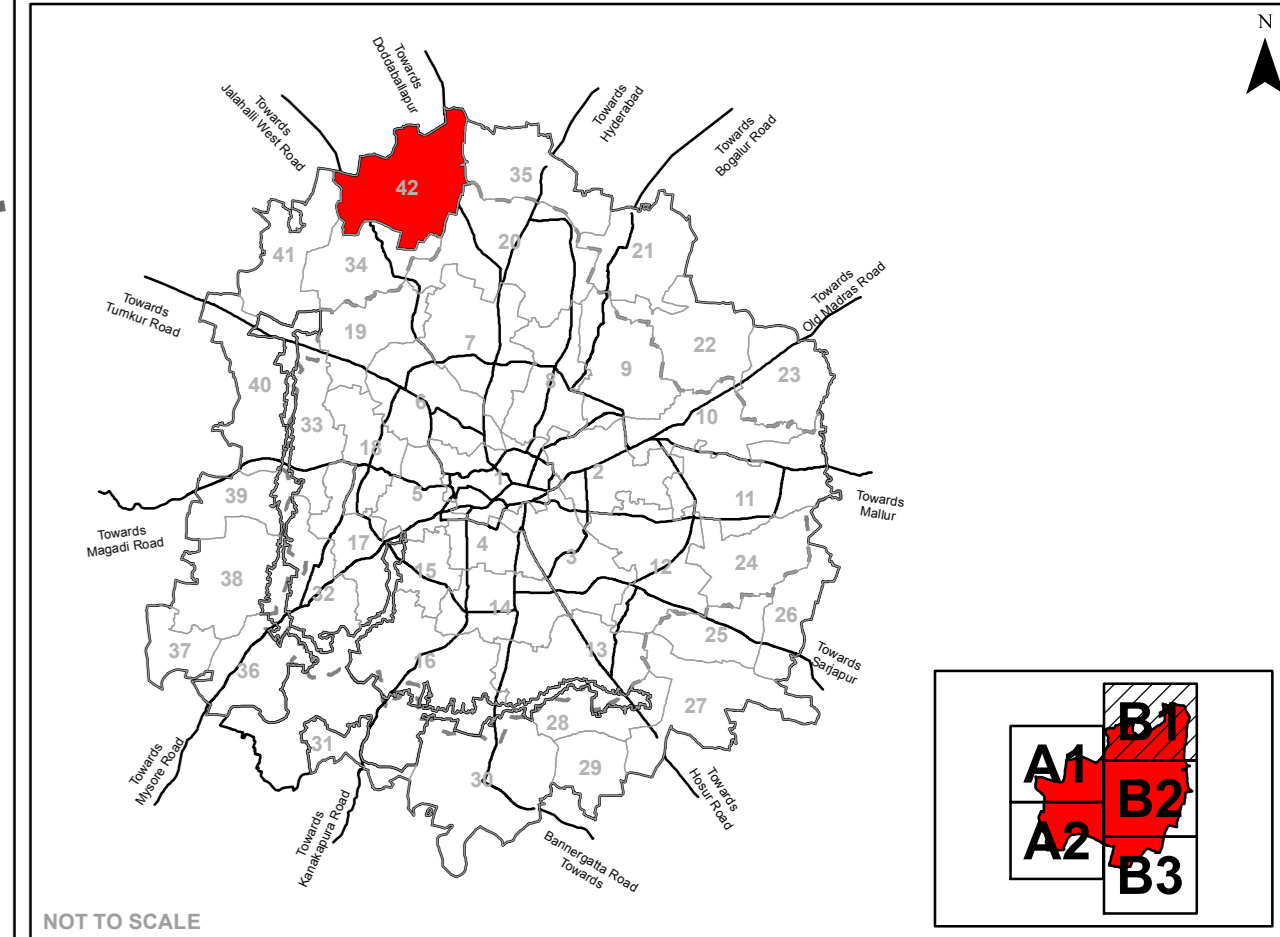 N
Towards
Doddaballapur
Towards
Jalahalli West Road
Towards
Hyderabad
Towards
Bogalur Road
42
35
20
21
41
34
Towards
Old Madras Road
Towards
Tumkur Road
19
7
22
9
23
40
8
6
10
33
18
1
2
5
11
39
Towards
Mallur
Towards
Magadi Road
17
4
3
15
12
24
38
32
14
26
25
37
36
16
13
Towards
Sarjapur
27
28
31
30
29
Towards
Mysore Road
Towards
Kanakapura Road
Bannergatta Road
Towards
Towards
Hosur Road
B1
A1
B2
A2
B3
NOT TO SCALE